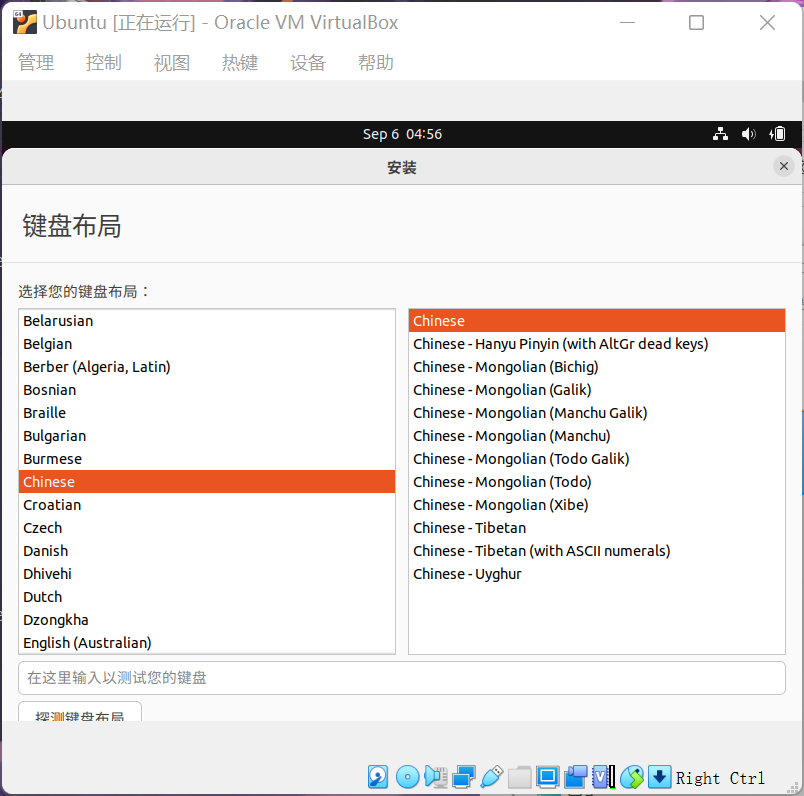 Ubuntu [正在运行] - Oracle VM VirtualBox
管理 控制 视图 热键 设备 帮助
Sep 6 04:56
安装
键盘布局
选择您的键盘布局：
Belarusian
Belgian
Berber (Algeria, Latin)
Bosnian
Braille
Bulgarian
Burmese
Chinese
Croatian
Czech
Danish
Dhivehi
Dutch
Dzongkha
English (Australian)
Chinese
Chinese - Hanyu Pinyin (with AltGr dead keys)
Chinese - Mongolian (Bichig)
Chinese - Mongolian (Galik)
Chinese - Mongolian (Manchu Galik)
Chinese - Mongolian (Manchu)
Chinese - Mongolian (Todo Galik)
Chinese - Mongolian (Todo)
Chinese - Mongolian (Xibe)
Chinese - Tibetan
Chinese - Tibetan (with ASCII numerals)
Chinese - Uyghur
在这里输入以测试您的键盘
探测键盘布局
Right Ctrl